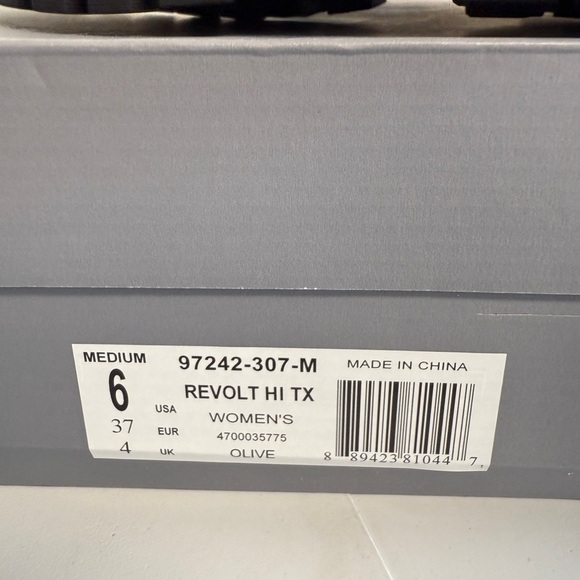 MEDIUM 97242-307-M MADE IN CHINA
6 USA REVOLT HI TX
37 EUR WOMEN'S
4700035775
4 UK OLIVE 8 89423 81044 7